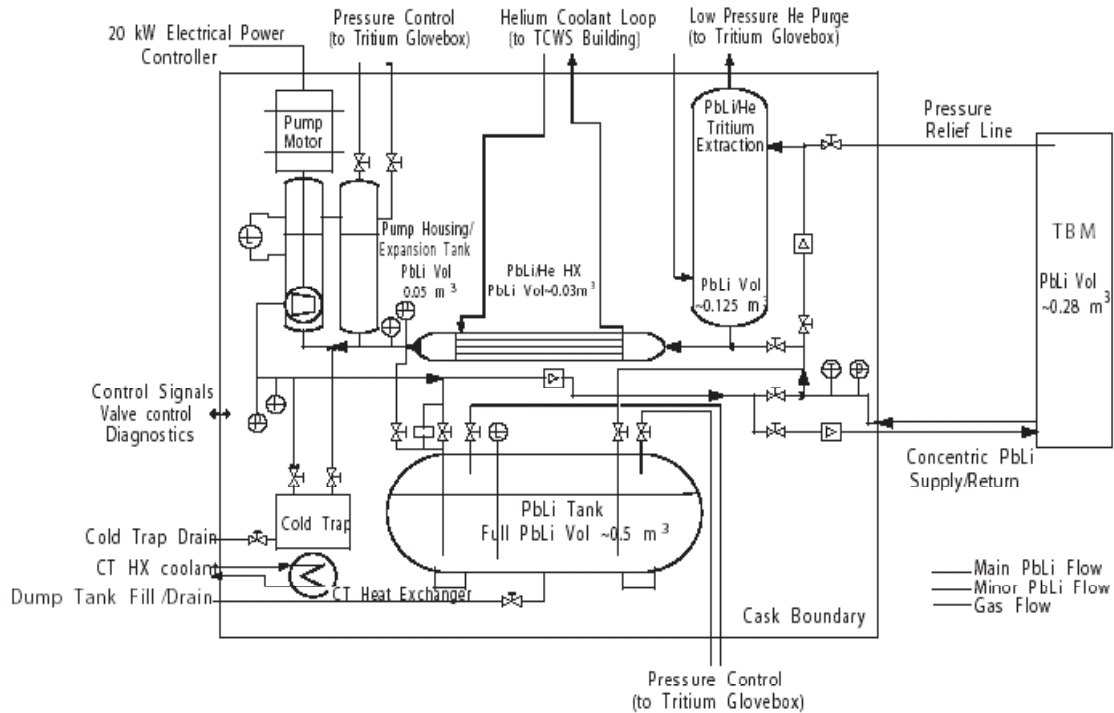 20 kW Electrical Power
Controller
Pressure Control
(to Tritium Glovebox)
Helium Coolant Loop
(to TCWS Building)
Low Pressure He Purge
(to Tritium Glovebox)
Pump
Motor
PbLi/He
Tritium
Extraction
Pressure
Relief Line
L
Pump Housing/
Expansion Tank
PbLi Vol
0.05 m3
PbLi/He HX
PbLi Vol~0.03m3
PbLi Vol
~0.125 m3
TBM
PbLi Vol
~0.28 m3
T
P
Control Signals
Valve control
Diagnostics
L
Concentric PbLi
Supply/Return
PbLi Tank
Full PbLi Vol ~0.5 m3
Cold Trap
Cold Trap Drain
CT HX coolant
CT Heat Exchanger
Dump Tank Fill /Drain
Main PbLi Flow
Minor PbLi Flow
Gas Flow
Cask Boundary
Pressure Control
(to Tritium Glovebox)